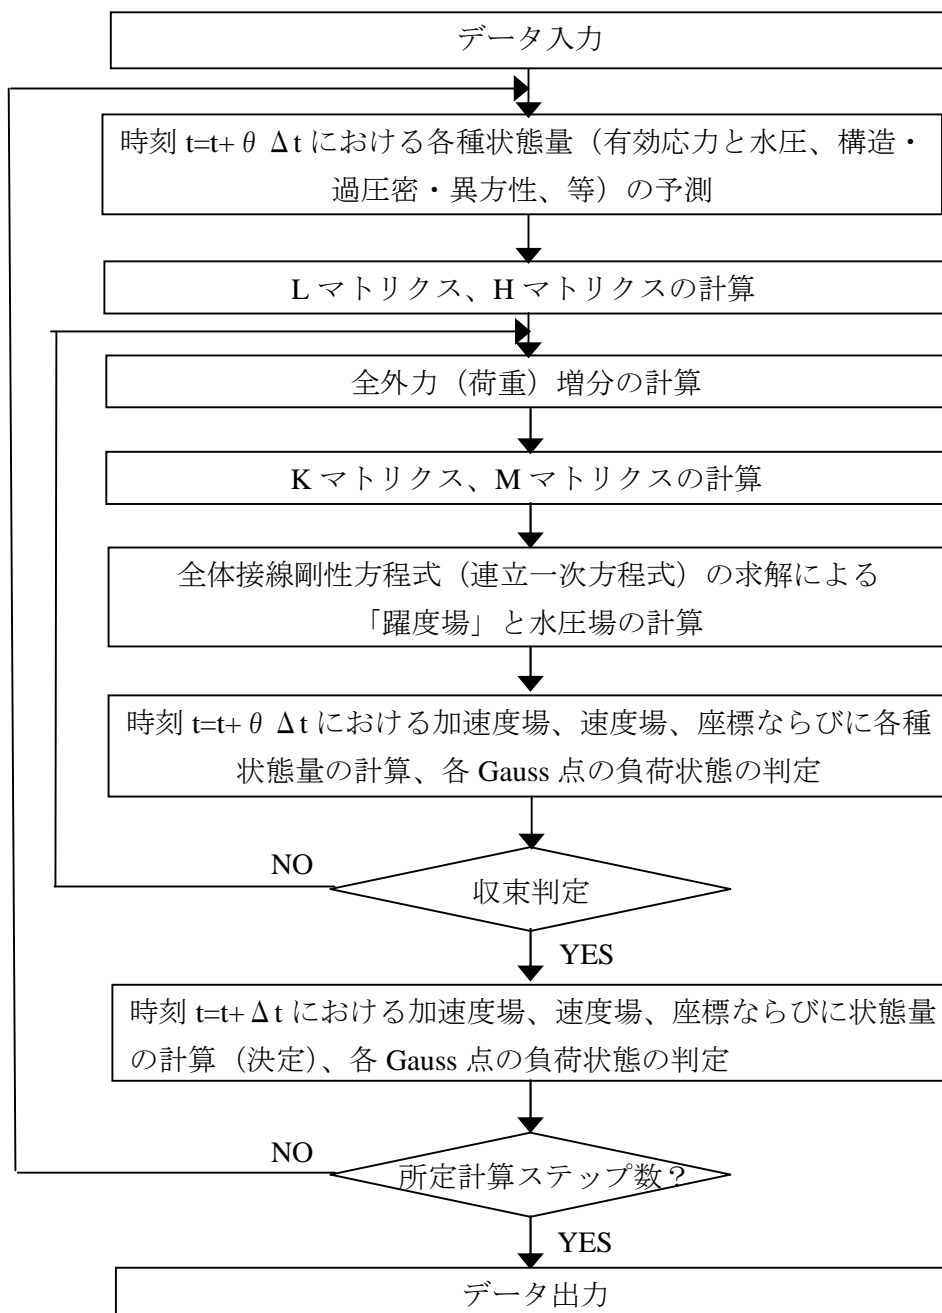 データ入力
時刻 t=t+θ Δt における各種状態量（有効応力と水圧、構造・
過圧密・異方性、等）の予測
L マトリクス、H マトリクスの計算
全外力（荷重）増分の計算
K マトリクス、M マトリクスの計算
全体接線剛性方程式（連立一次方程式）の求解による
「躍度場」と水圧場の計算
時刻 t=t+θ Δt における加速度場、速度場、座標ならびに各種
状態量の計算、各 Gauss 点の負荷状態の判定
NO
収束判定
YES
時刻 t=t+Δt における加速度場、速度場、座標ならびに状態量
の計算（決定）、各 Gauss 点の負荷状態の判定
NO
所定計算ステップ数？
YES
データ出力